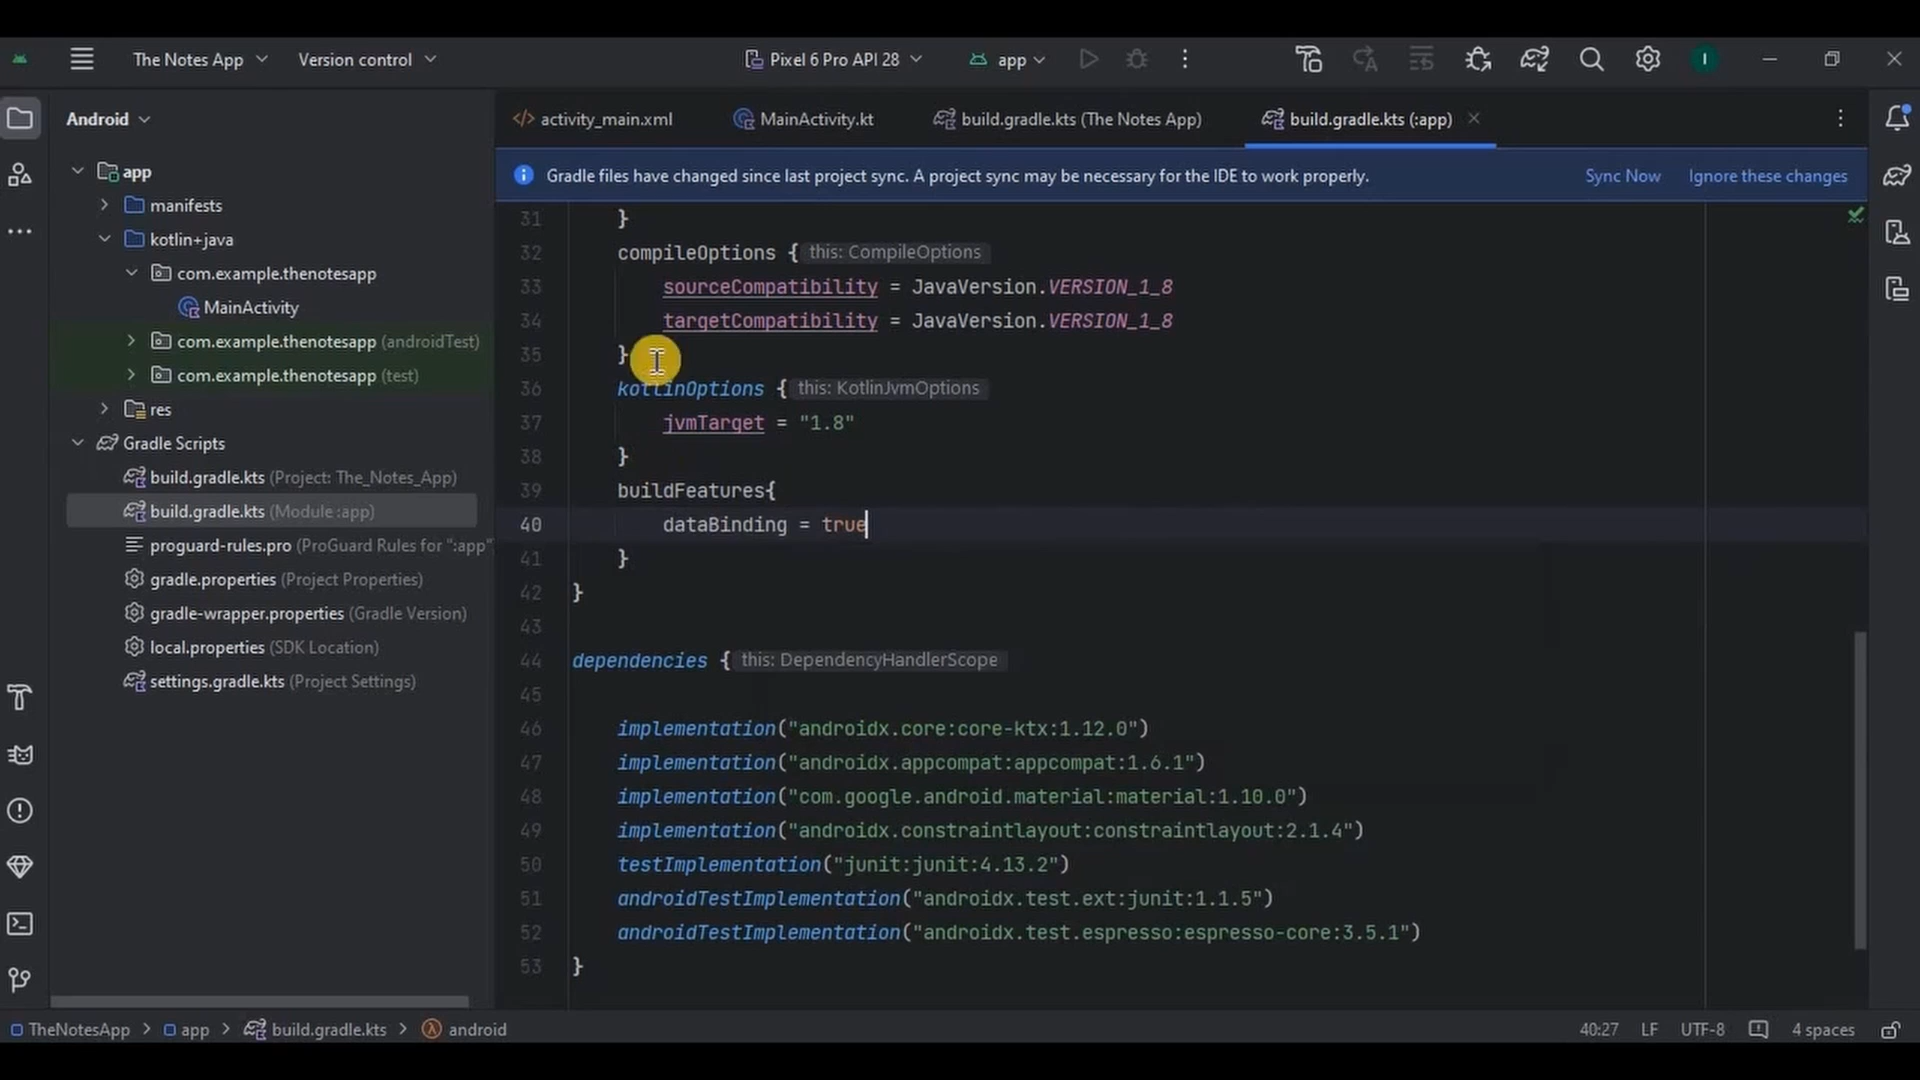 The Notes App
Version control
Pixel 6 Pro API 28
app
I
Android
activity_main.xml
MainActivity.kt
build.gradle.kts (The Notes App)
build.gradle.kts (:app)
Gradle files have changed since last project sync. A project sync may be necessary for the IDE to work properly.
Sync Now
Ignore these changes
app
manifests
kotlin+java
com.example.thenotesapp
MainActivity
com.example.thenotesapp (androidTest)
com.example.thenotesapp (test)
res
Gradle Scripts
build.gradle.kts (Project: The_Notes_App)
build.gradle.kts (Module :app)
proguard-rules.pro (ProGuard Rules for ":app"
gradle.properties (Project Properties)
gradle-wrapper.properties (Gradle Version)
local.properties (SDK Location)
settings.gradle.kts (Project Settings)
31 }
32 compileOptions { this: CompileOptions
33 sourceCompatibility = JavaVersion.VERSION_1_8
34 targetCompatibility = JavaVersion.VERSION_1_8
35 }
36 kotlinOptions { this: KotlinJvmOptions
37 jvmTarget = "1.8"
38 }
39 buildFeatures{
40 dataBinding = true
41 }
42 }
43
44 dependencies { this: DependencyHandlerScope
45
46 implementation("androidx.core:core-ktx:1.12.0")
47 implementation("androidx.appcompat:appcompat:1.6.1")
48 implementation("com.google.android.material:material:1.10.0")
49 implementation("androidx.constraintlayout:constraintlayout:2.1.4")
50 testImplementation("junit:junit:4.13.2")
51 androidTestImplementation("androidx.test.ext:junit:1.1.5")
52 androidTestImplementation("androidx.test.espresso:espresso-core:3.5.1")
53 }
TheNotesApp > app > build.gradle.kts > android
40:27 LF UTF-8 4 spaces